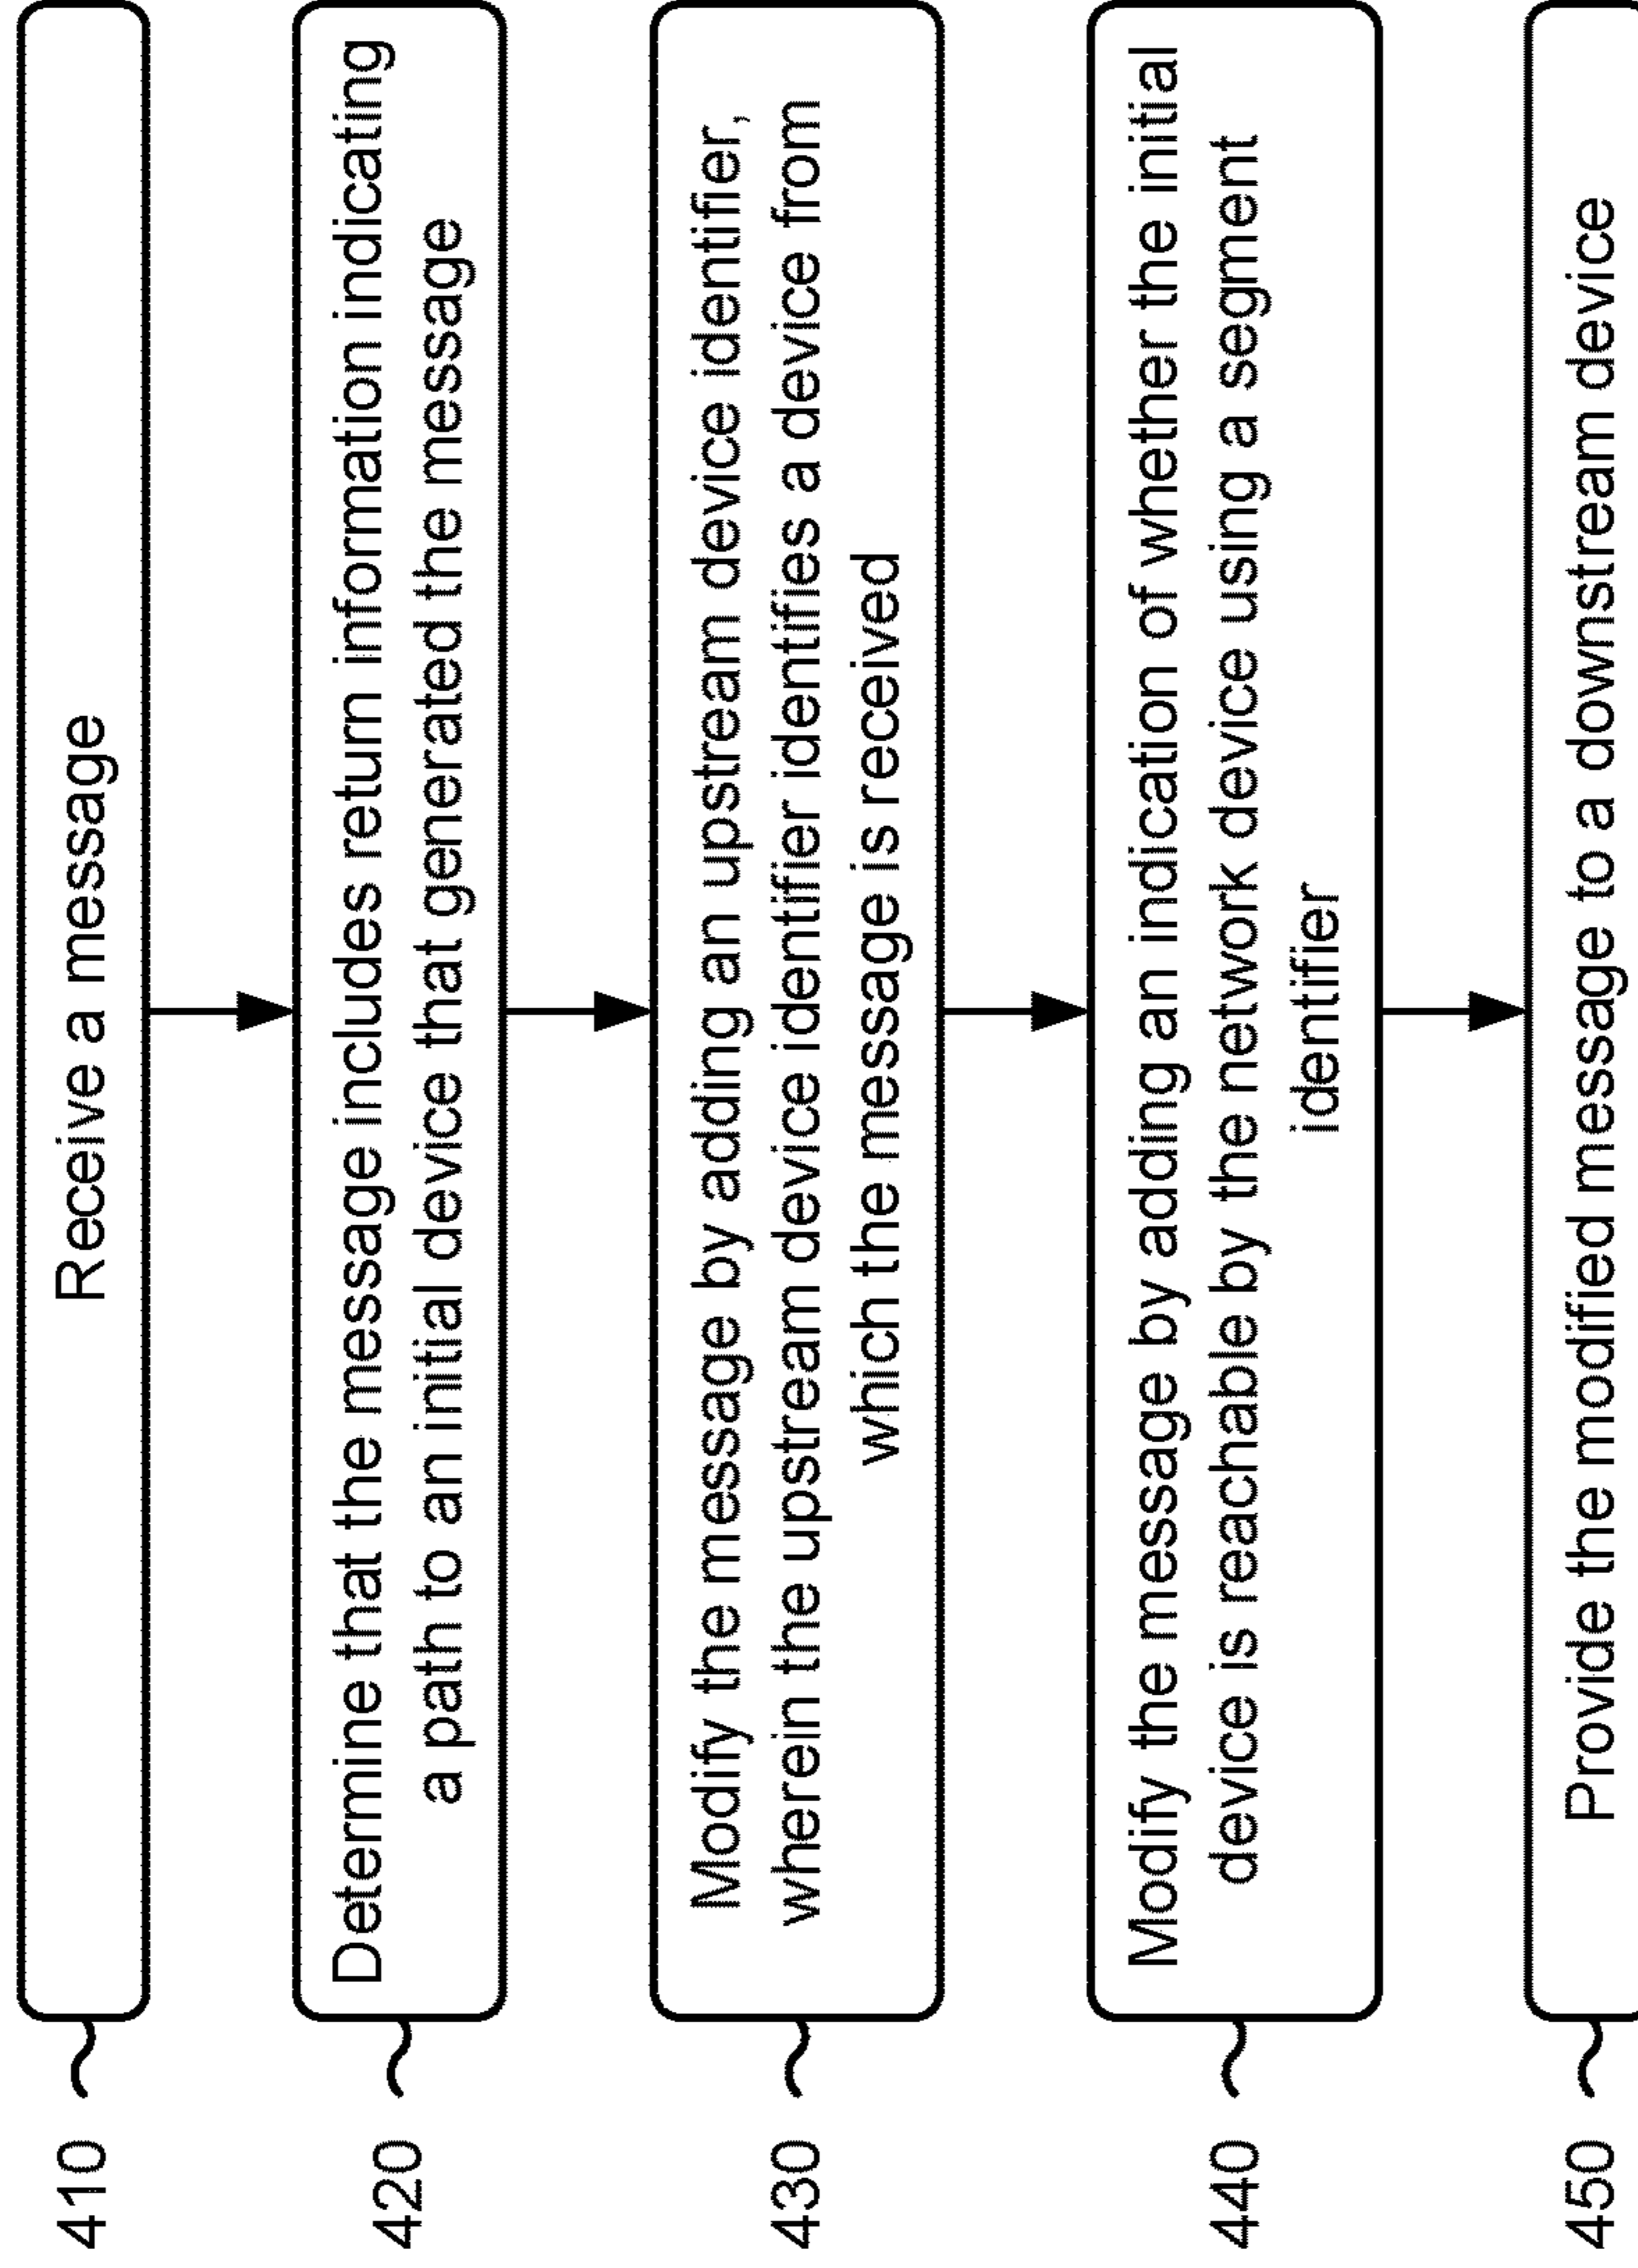 410
Receive a message
420
Determine that the message includes return information indicating
a path to an initial device that generated the message
430
Modify the message by adding an upstream device identifier,
wherein the upstream device identifier identifies a device from
which the message is received
440
Modify the message by adding an indication of whether the initial
device is reachable by the network device using a segment
identifier
450
Provide the modified message to a downstream device